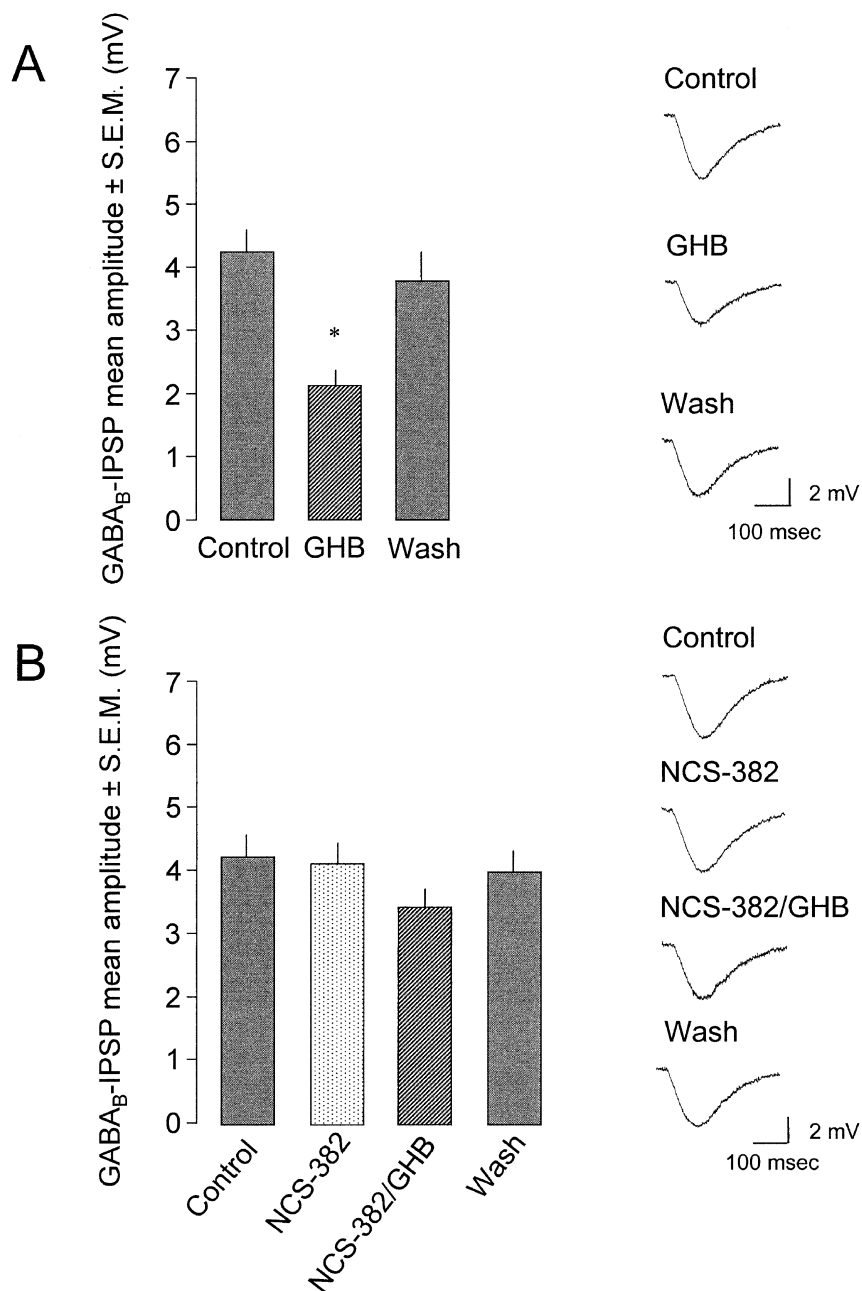 A
GABAB-IPSP mean amplitude ± S.E.M. (mV)
7
6
5
4
3
2
1
0
*
Control GHB Wash
Control
GHB
Wash
2 mV
100 msec
B
GABAB-IPSP mean amplitude ± S.E.M. (mV)
7
6
5
4
3
2
1
0
Control
NCS-382
NCS-382/GHB
Wash
Control
NCS-382
NCS-382/GHB
Wash
2 mV
100 msec